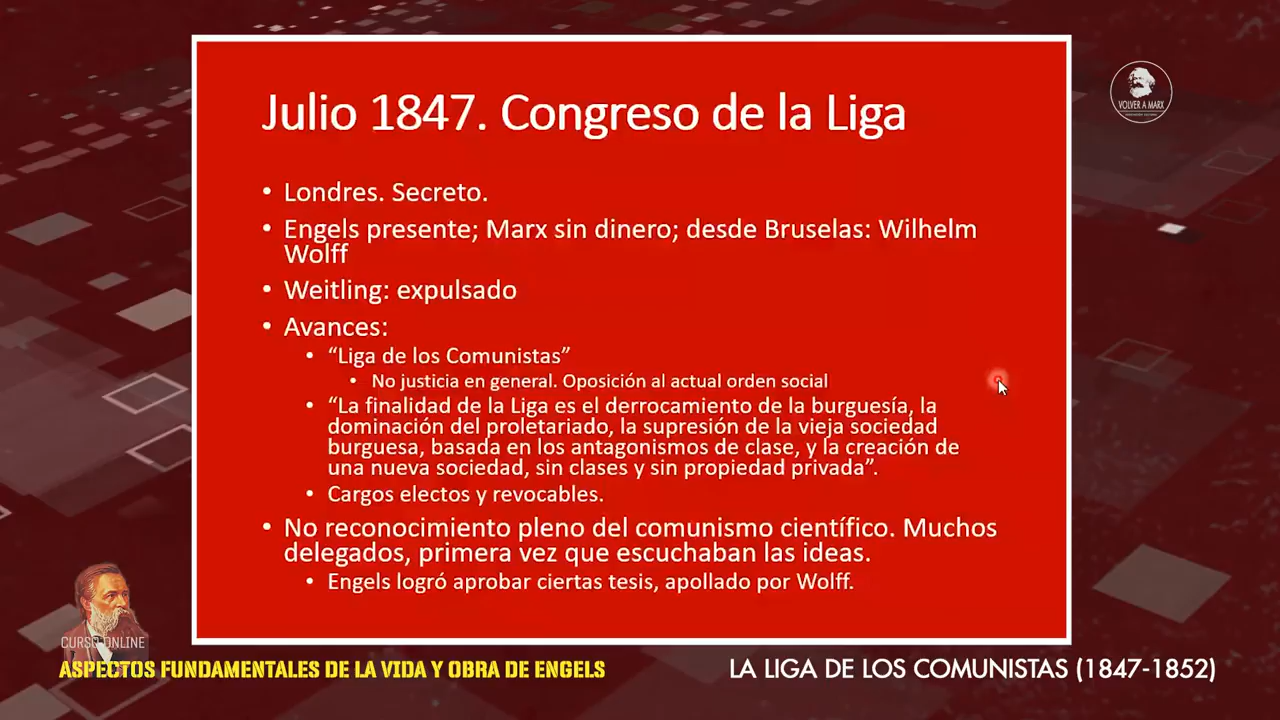 Julio 1847. Congreso de la Liga
VOLVER A MARX
• Londres. Secreto.
• Engels presente; Marx sin dinero; desde Bruselas: Wilhelm
Wolff
• Weitling: expulsado
• Avances:
• “Liga de los Comunistas”
• No justicia en general. Oposición al actual orden social
• “La finalidad de la Liga es el derrocamiento de la burguesía, la
dominación del proletariado, la supresión de la vieja sociedad
burguesa, basada en los antagonismos de clase, y la creación de
una nueva sociedad, sin clases y sin propiedad privada”.
• Cargos electos y revocables.
• No reconocimiento pleno del comunismo científico. Muchos
delegados, primera vez que escuchaban las ideas.
• Engels logró aprobar ciertas tesis, apollado por Wolff.
CURSO ONLINE
ASPECTOS FUNDAMENTALES DE LA VIDA Y OBRA DE ENGELS
LA LIGA DE LOS COMUNISTAS (1847-1852)